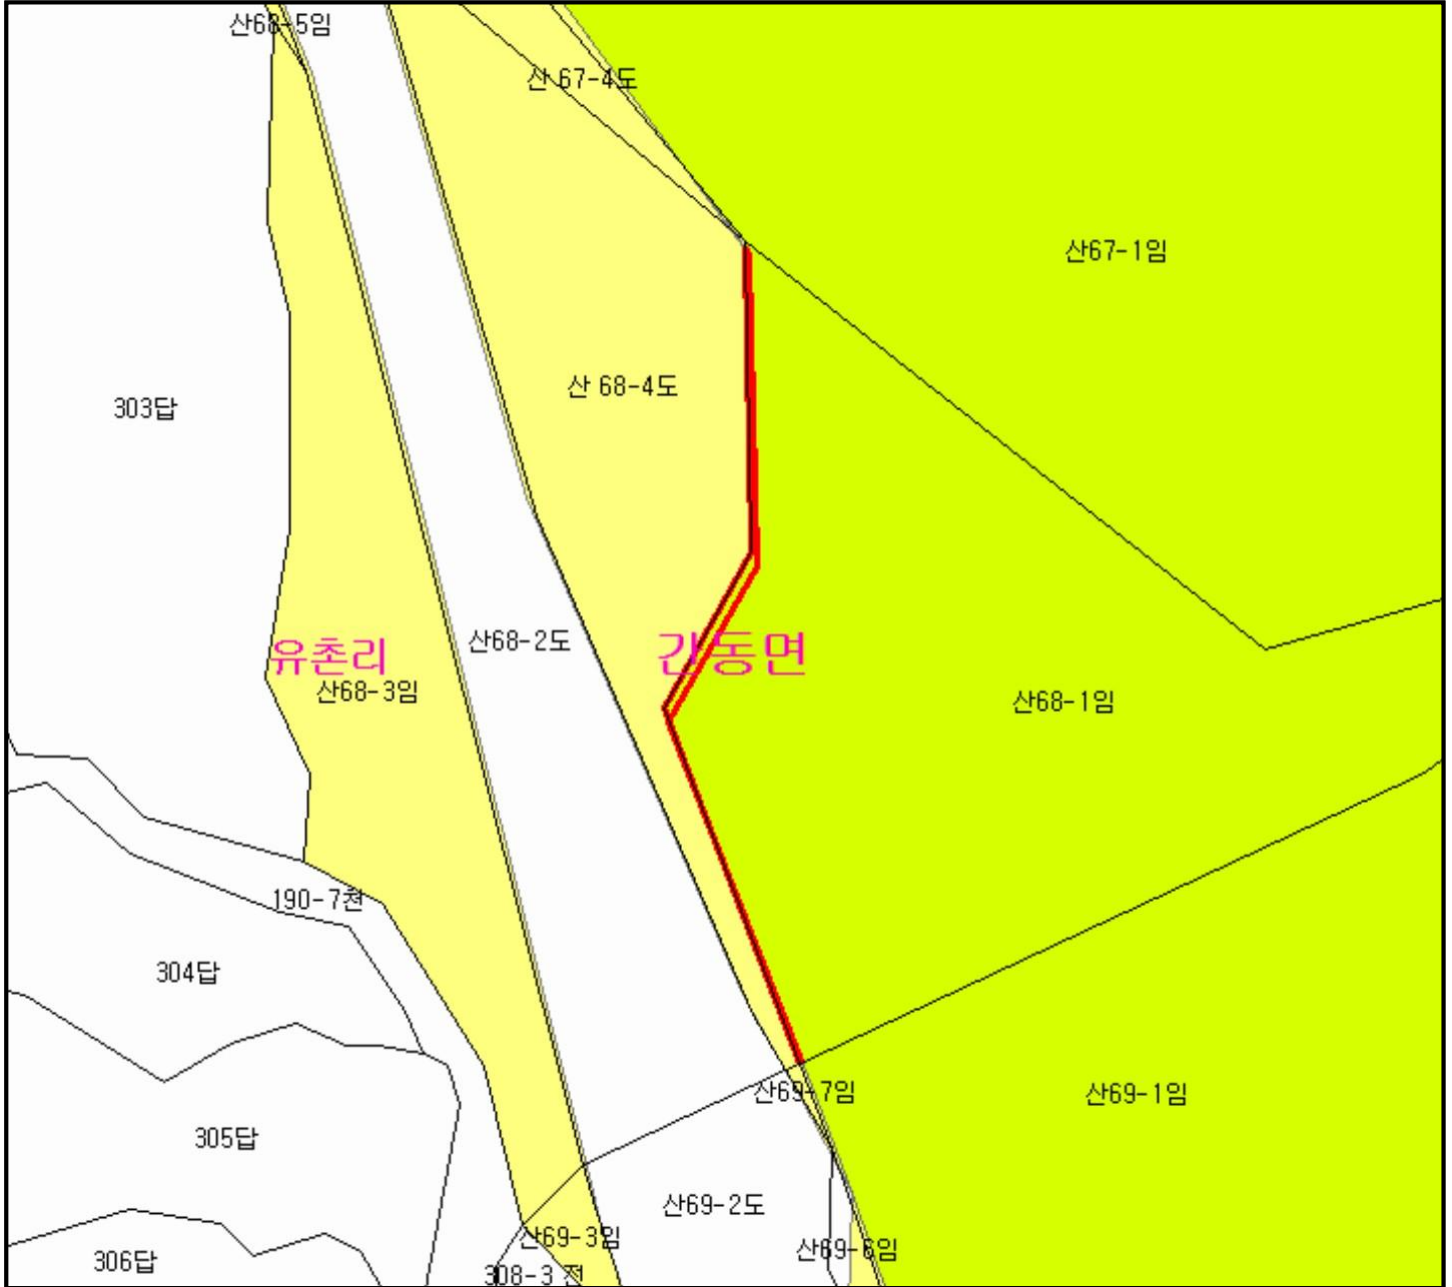 산68-5임
산 67-4도
산67-1임
산 68-4도
303답
산68-2도
유촌리
간동면
산68-3임
산68-1임
190-7천
304답
산69-7임
산69-1임
305답
산69-2도
산69-3임
산69-6임
306답
308-3 전